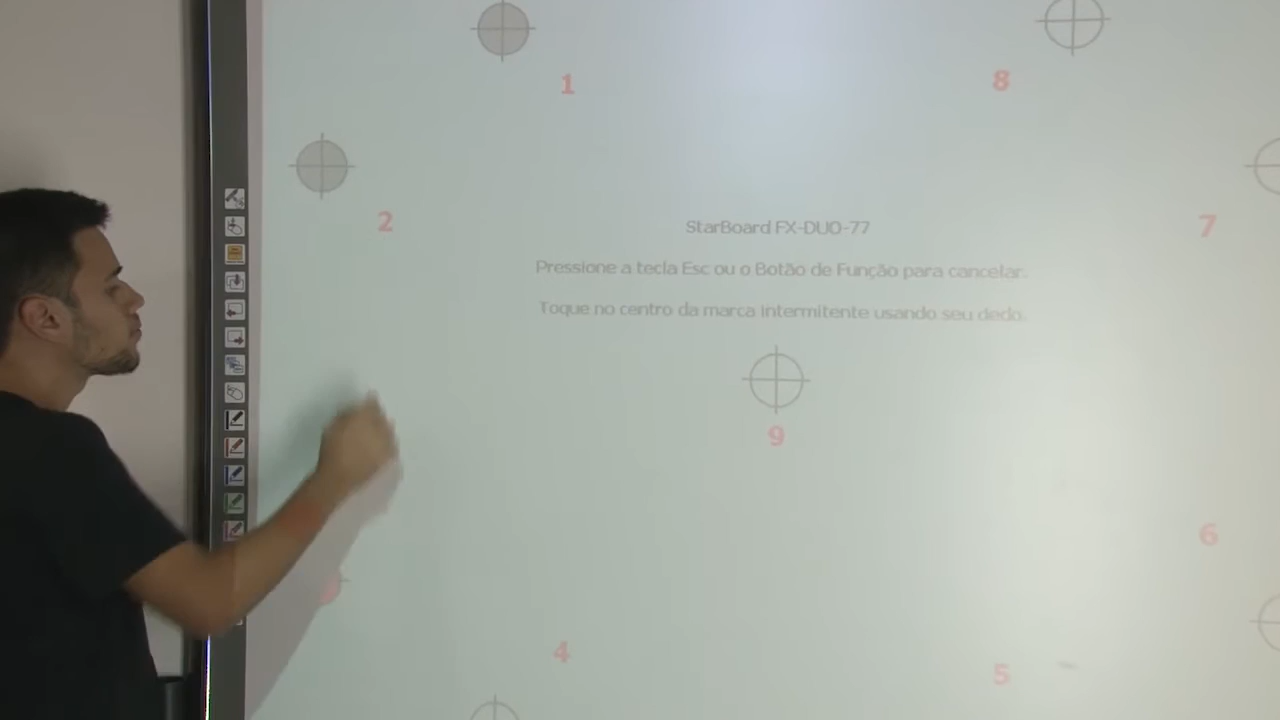 1
8
2
7
StarBoard FX-DUO-77
Pressione a tecla Esc ou o Botão de Função para cancelar.
Toque no centro da marca intermitente usando seu dedo.
9
6
4
5